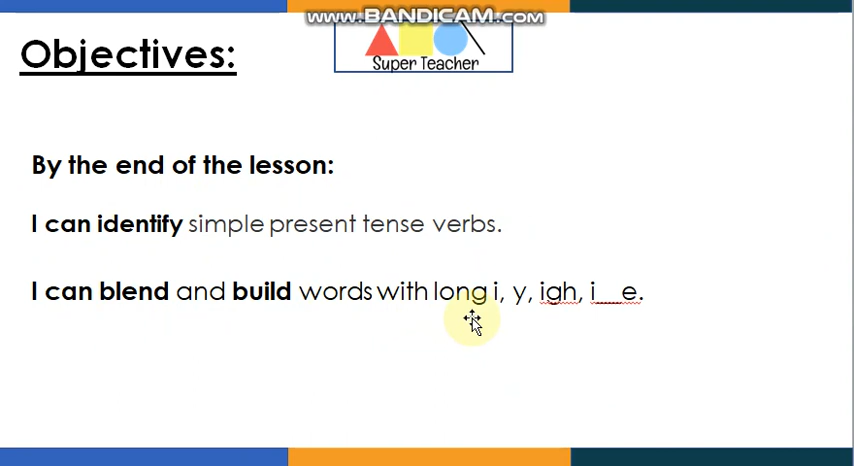 www.BANDICAM.com
Objectives:
Super Teacher
By the end of the lesson:
I can identify simple present tense verbs.
I can blend and build words with long i, y, igh, i__e.